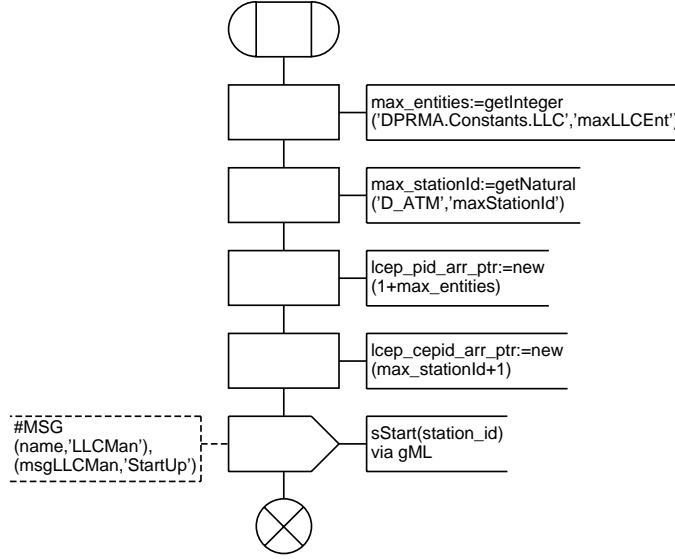 max_entities:=getInteger
('DPRMA.Constants.LLC','maxLLCEnt')
max_stationId:=getNatural
('D_ATM','maxStationId')
lcep_pid_arr_ptr:=new
(1+max_entities)
lcep_cepid_arr_ptr:=new
(max_stationId+1)
#MSG
(name,'LLCMan'),
(msgLLCMan,'StartUp')
sStart(station_id)
via gML